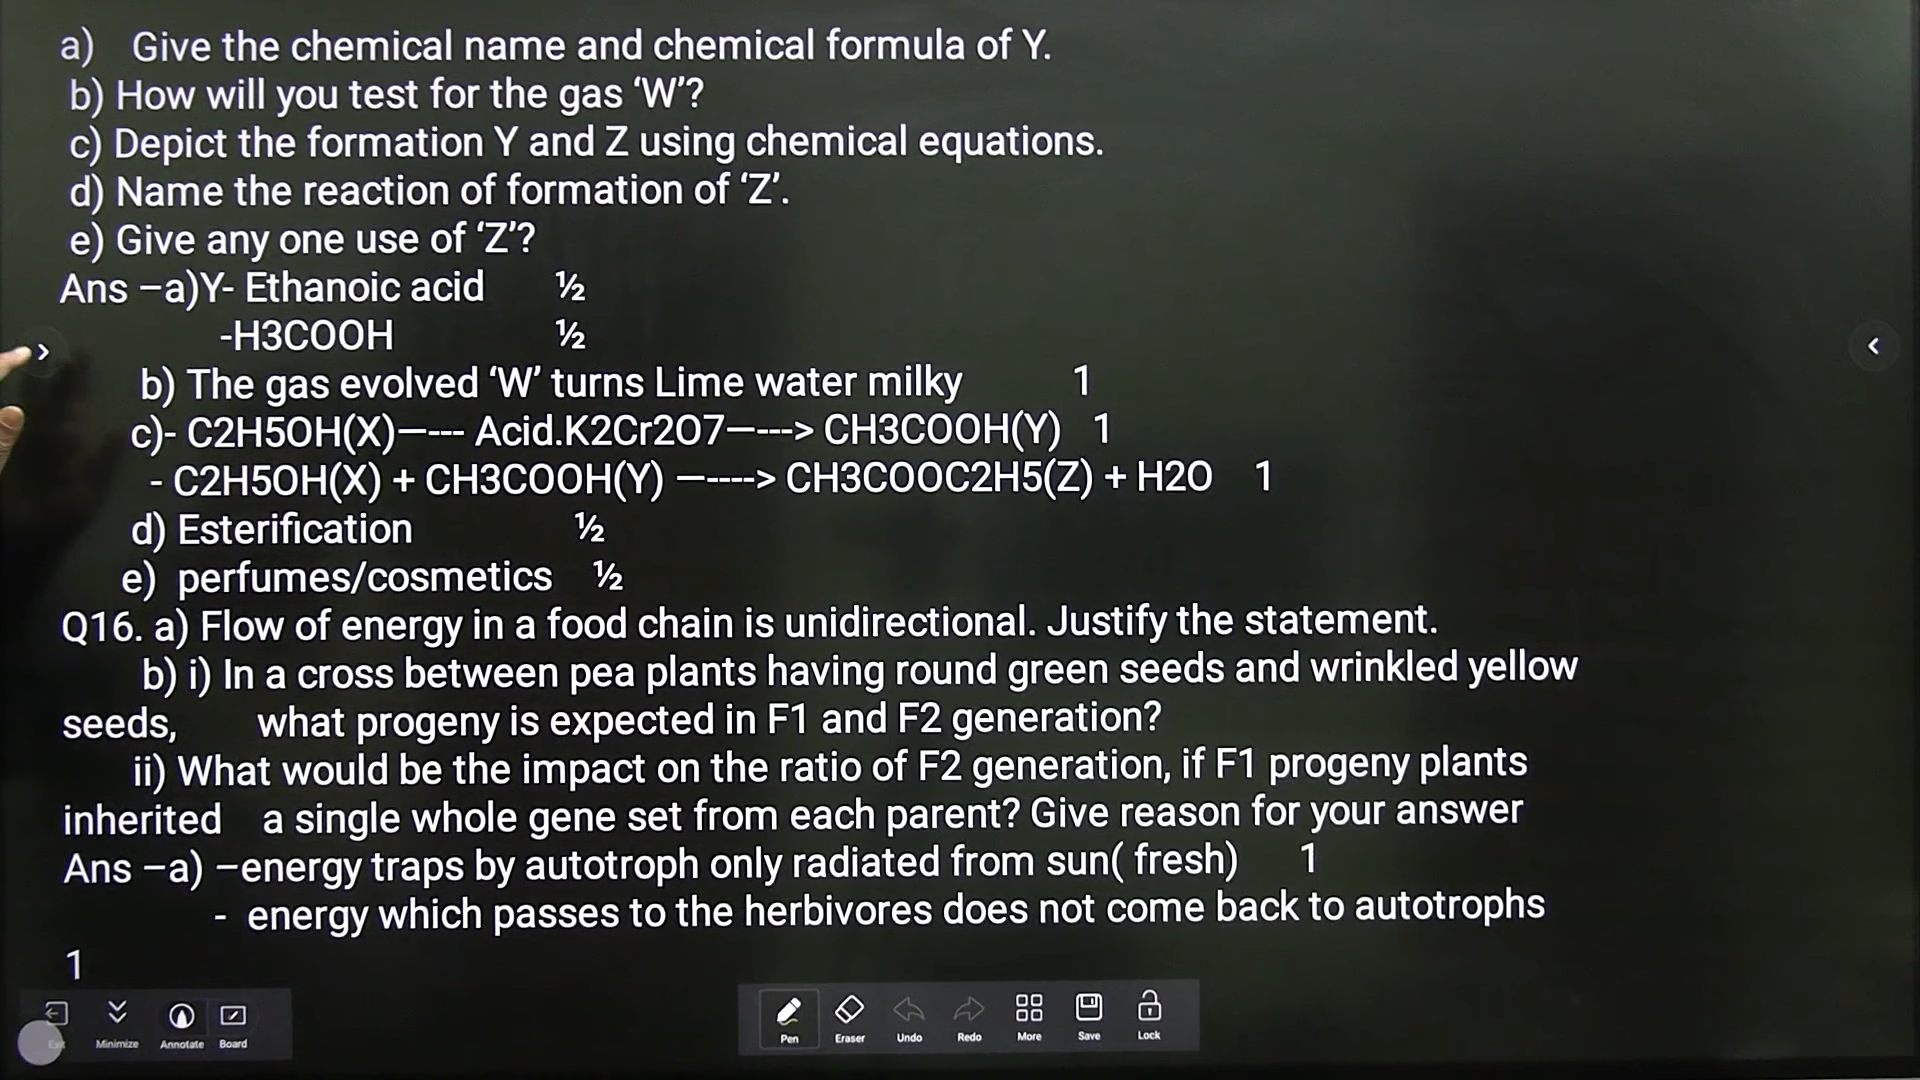 a) Give the chemical name and chemical formula of Y.
b) How will you test for the gas ‘W’?
c) Depict the formation Y and Z using chemical equations.
d) Name the reaction of formation of ‘Z’.
e) Give any one use of ‘Z’?
Ans –a)Y- Ethanoic acid ½
-H3COOH ½
b) The gas evolved ‘W’ turns Lime water milky 1
c)- C2H5OH(X)—--- Acid.K2Cr2O7—---> CH3COOH(Y) 1
- C2H5OH(X) + CH3COOH(Y) —----> CH3COOC2H5(Z) + H2O 1
d) Esterification ½
e) perfumes/cosmetics ½
Q16. a) Flow of energy in a food chain is unidirectional. Justify the statement.
b) i) In a cross between pea plants having round green seeds and wrinkled yellow
seeds, what progeny is expected in F1 and F2 generation?
ii) What would be the impact on the ratio of F2 generation, if F1 progeny plants
inherited a single whole gene set from each parent? Give reason for your answer
Ans –a) –energy traps by autotroph only radiated from sun( fresh) 1
- energy which passes to the herbivores does not come back to autotrophs
1
Exit Minimize Annotate Board Pen Eraser Undo Redo More Save Lock